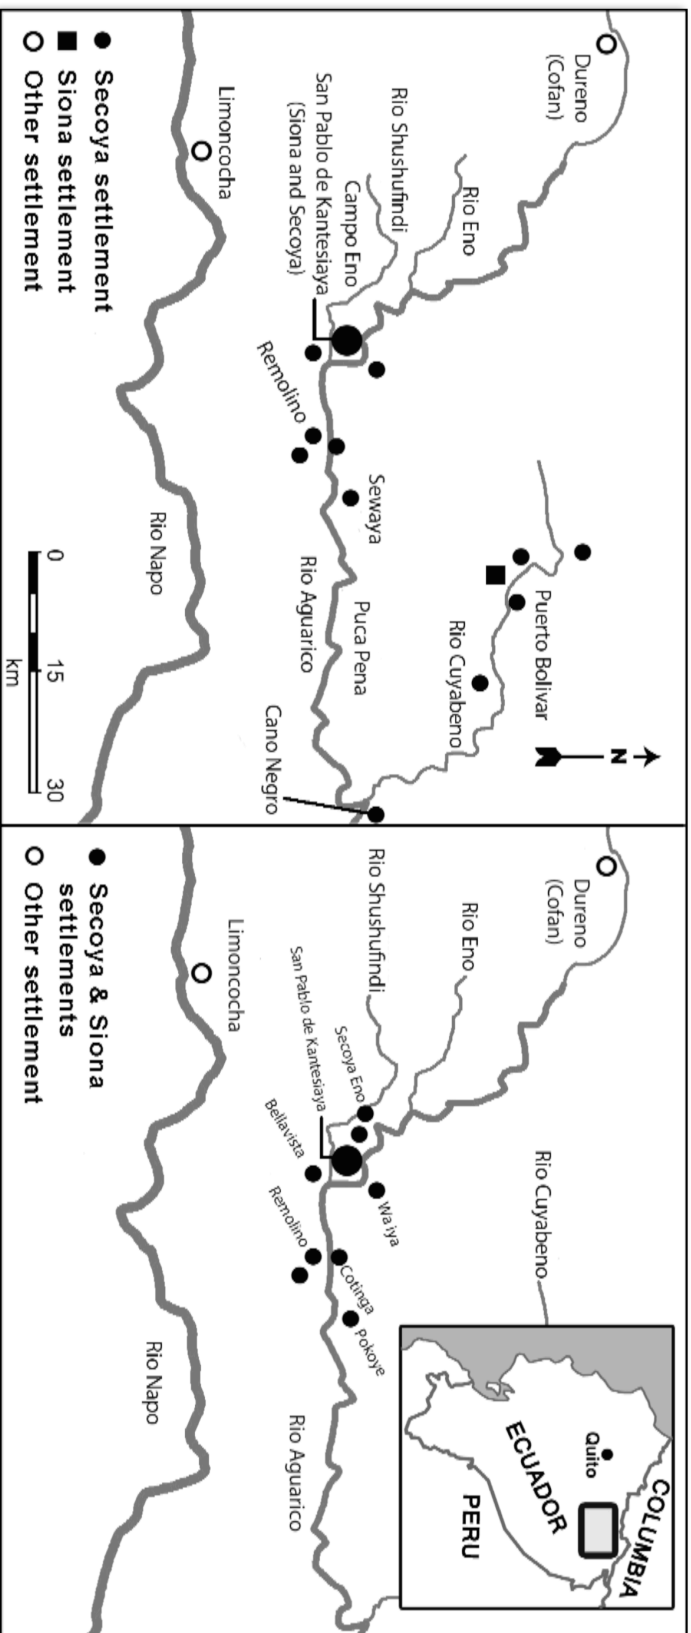 Dureno
(Cofan)
Rio Eno
Rio Shushufindi
Campo Eno
San Pablo de Kantesiaya
(Siona and Secoya)
Remolino
Sewaya
Puerto Bolivar
Rio Cuyabeno
Puca Pena
Rio Aguarico
Cano Negro
N
Limoncocha
Rio Napo
Secoya settlement
Siona settlement
Other settlement
0 15 30
km
Dureno
(Cofan)
Rio Eno
Rio Shushufindi
Secoya Eno
San Pablo de Kantesiaya
Bellavista
Remolino
Wa iya
Cotinga
Pokoye
Rio Cuyabeno
Rio Aguarico
Limoncocha
Rio Napo
Secoya & Siona
settlements
Other settlement
COLUMBIA
Quito
ECUADOR
PERU